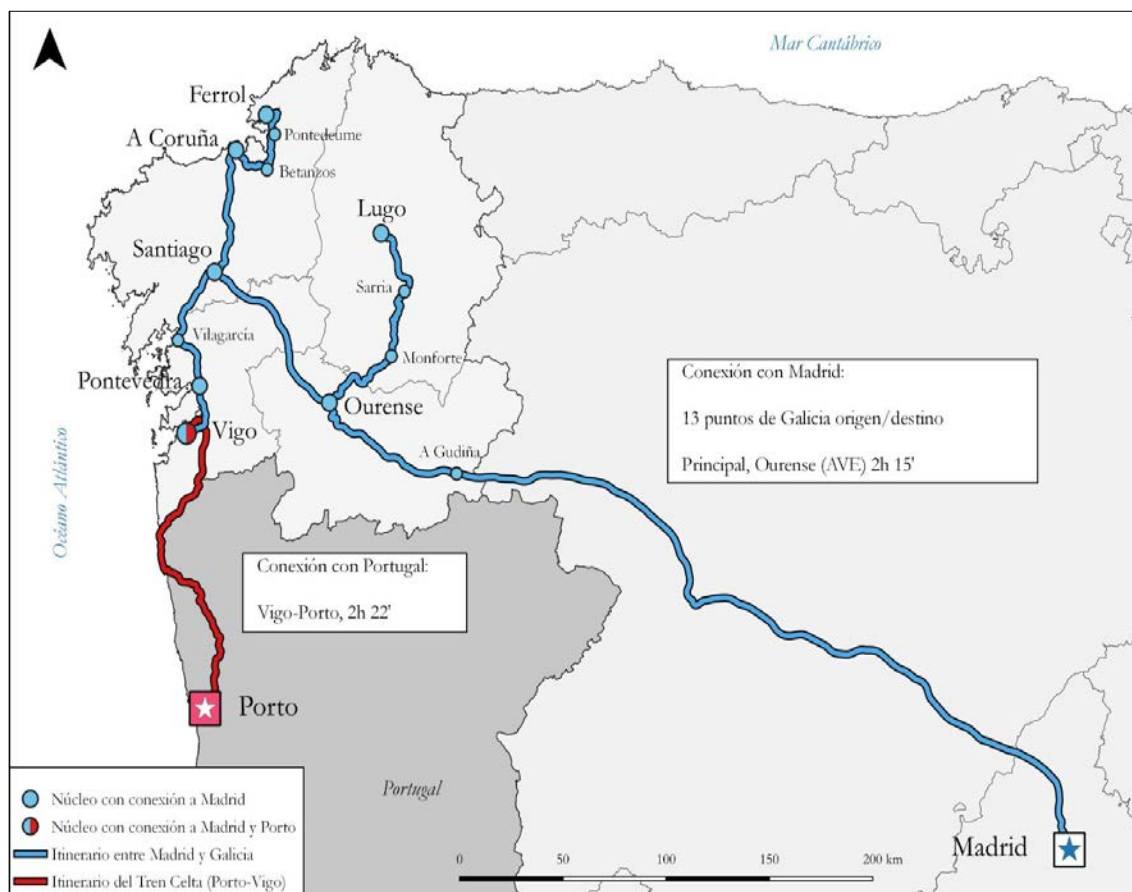 Mar Cantábrico
Ferrol
Pontedeume
A Coruña
Betanzos
Lugo
Santiago
Sarria
Vilagarcía
Monforte
Pontevedra
Ourense
Vigo
A Gudiña
Océano Atlántico
Conexión con Madrid:
13 puntos de Galicia origen/destino
Principal, Ourense (AVE) 2h 15'
Conexión con Portugal:
Vigo-Porto, 2h 22'
Porto
Portugal
Madrid
Núcleo con conexión a Madrid
Núcleo con conexión a Madrid y Porto
Itinerario entre Madrid y Galicia
Itinerario del Tren Celta (Porto-Vigo)
0 50 100 150 200 km